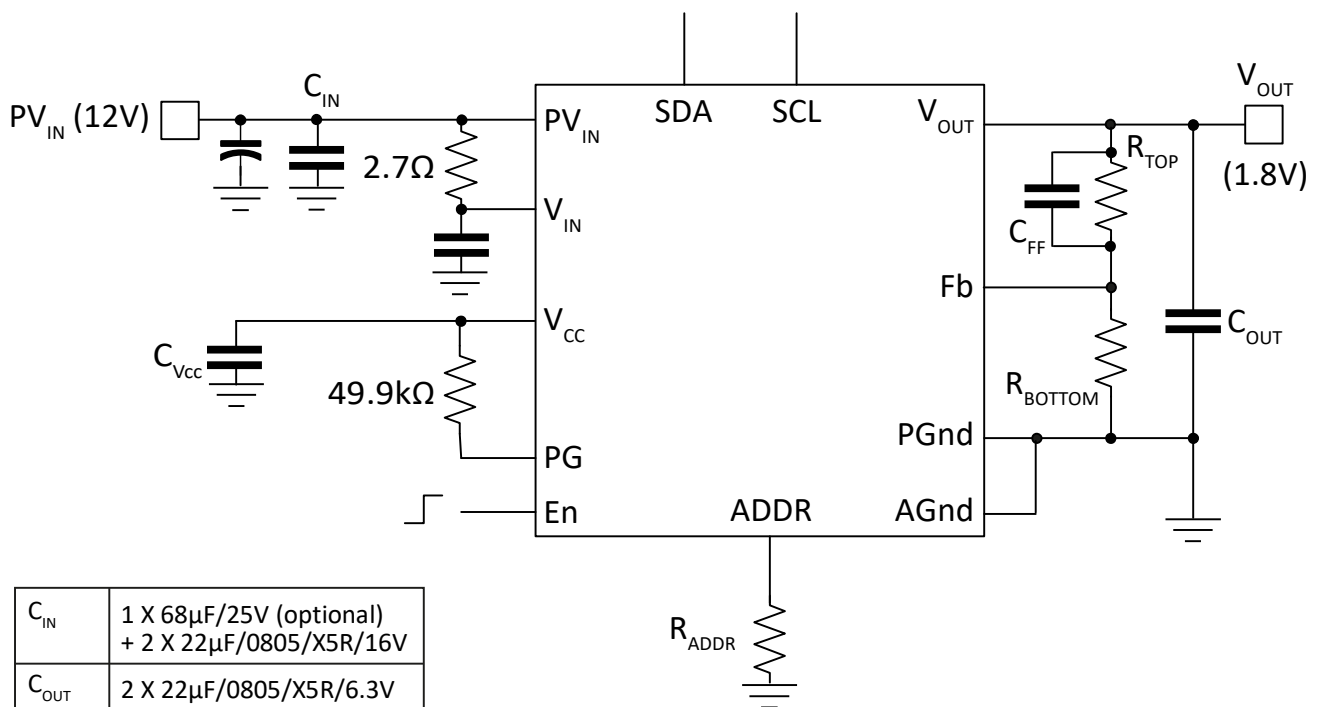 SDA
SCL
C_IN
PV_IN (12V)
PV_IN
V_OUT
V_OUT
(1.8V)
2.7Ω
R_TOP
C_FF
V_IN
Fb
V_CC
C_Vcc
C_OUT
49.9kΩ
R_BOTTOM
PGnd
PG
En
ADDR
AGnd
R_ADDR
C_IN 1 X 68µF/25V (optional)
+ 2 X 22µF/0805/X5R/16V
C_OUT 2 X 22µF/0805/X5R/6.3V